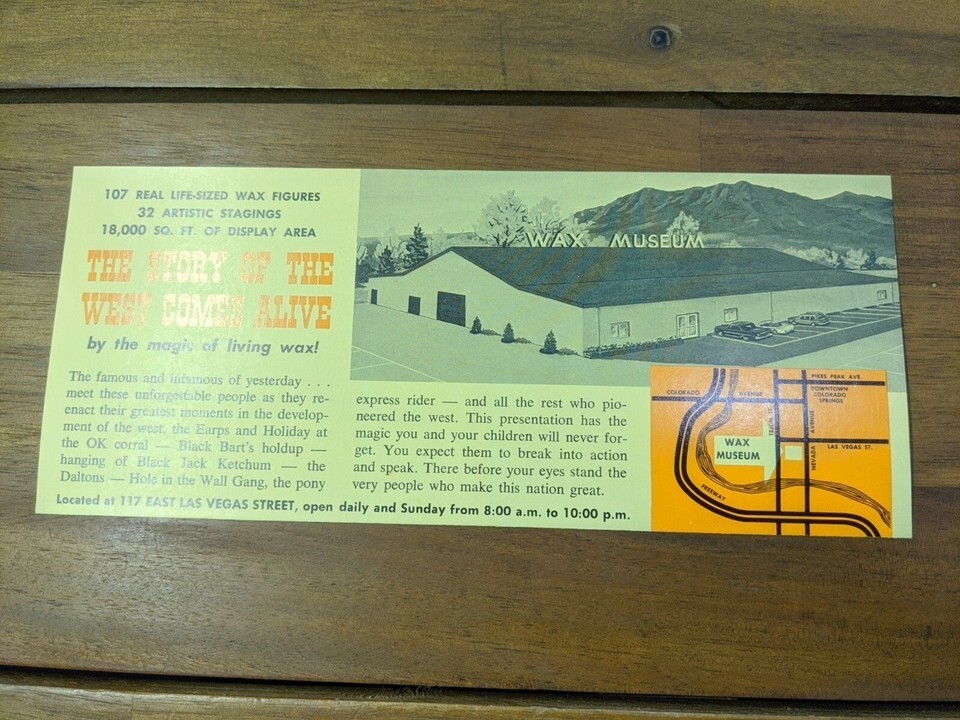 107 REAL LIFE-SIZED WAX FIGURES
32 ARTISTIC STAGINGS
18,000 SQ. FT. OF DISPLAY AREA
THE STORY OF THE
WEST COMES ALIVE
by the magic of living wax!
The famous and infamous of yesterday . . .
meet these unforgettable people as they re-
enact their greatest moments in the develop-
ment of the west, the Earps and Holiday at
the OK corral — Black Bart's holdup —
hanging of Black Jack Ketchum — the
Daltons — Hole in the Wall Gang, the pony
express rider — and all the rest who pio-
neered the west. This presentation has the
magic you and your children will never for-
get. You expect them to break into action
and speak. There before your eyes stand the
very people who make this nation great.
Located at 117 EAST LAS VEGAS STREET, open daily and Sunday from 8:00 a.m. to 10:00 p.m.
WAX MUSEUM
PIKES PEAK AVE.
COLORADO AVENUE
DOWNTOWN
COLORADO
SPRINGS
TEJON ST.
NEVADA AVENUE
LAS VEGAS ST.
WAX
MUSEUM
FREEWAY